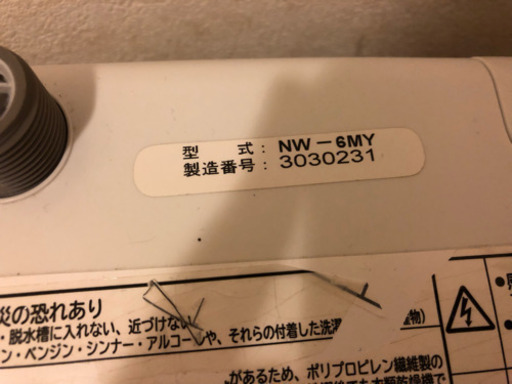 型 式: NW-6MY
製造番号: 3030231
災の恐れあり
・脱水槽に入れない、近づけない
ン・ベンジン・シンナー・アルコー や、それらの付着した洗
物)
があるため、ポリプロピレン繊維製の